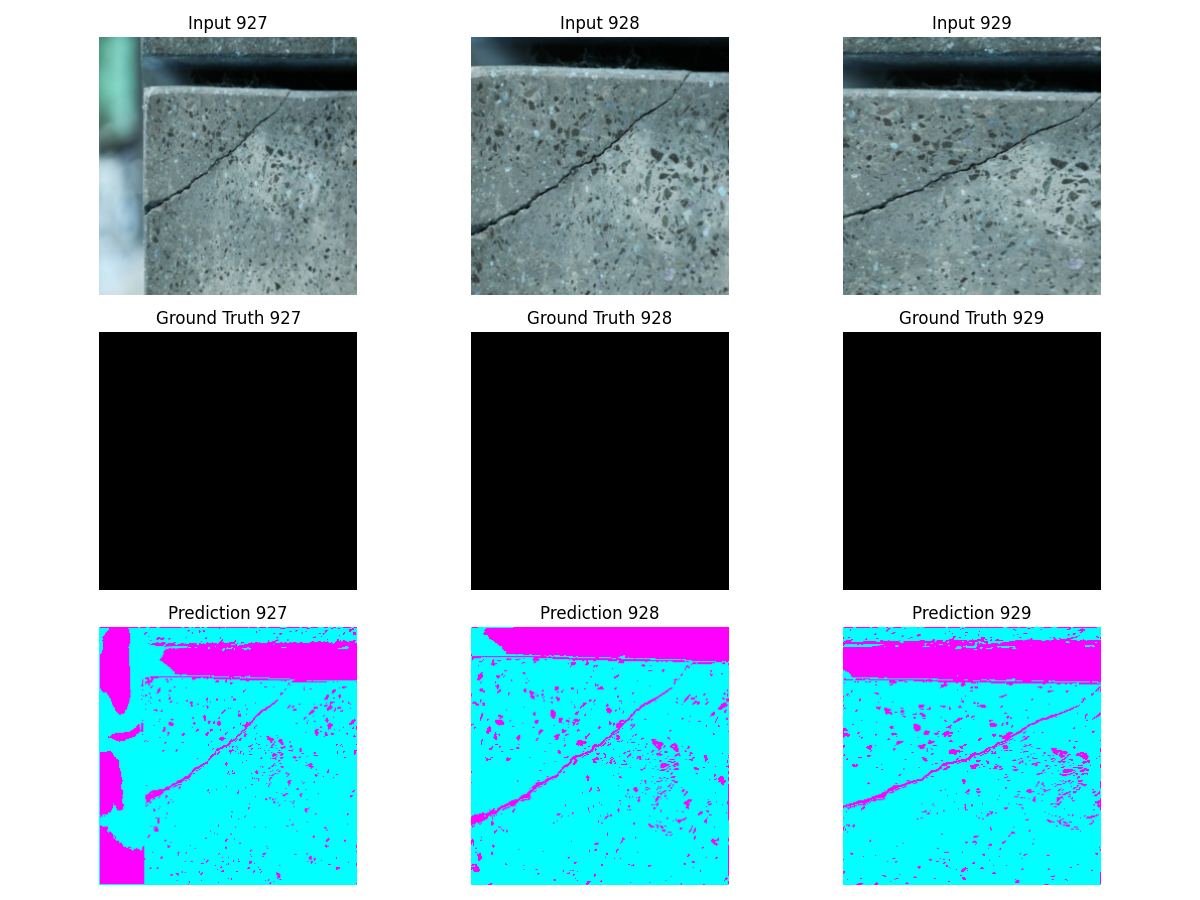 Input 927
Input 928
Input 929
Ground Truth 927
Ground Truth 928
Ground Truth 929
Prediction 927
Prediction 928
Prediction 929